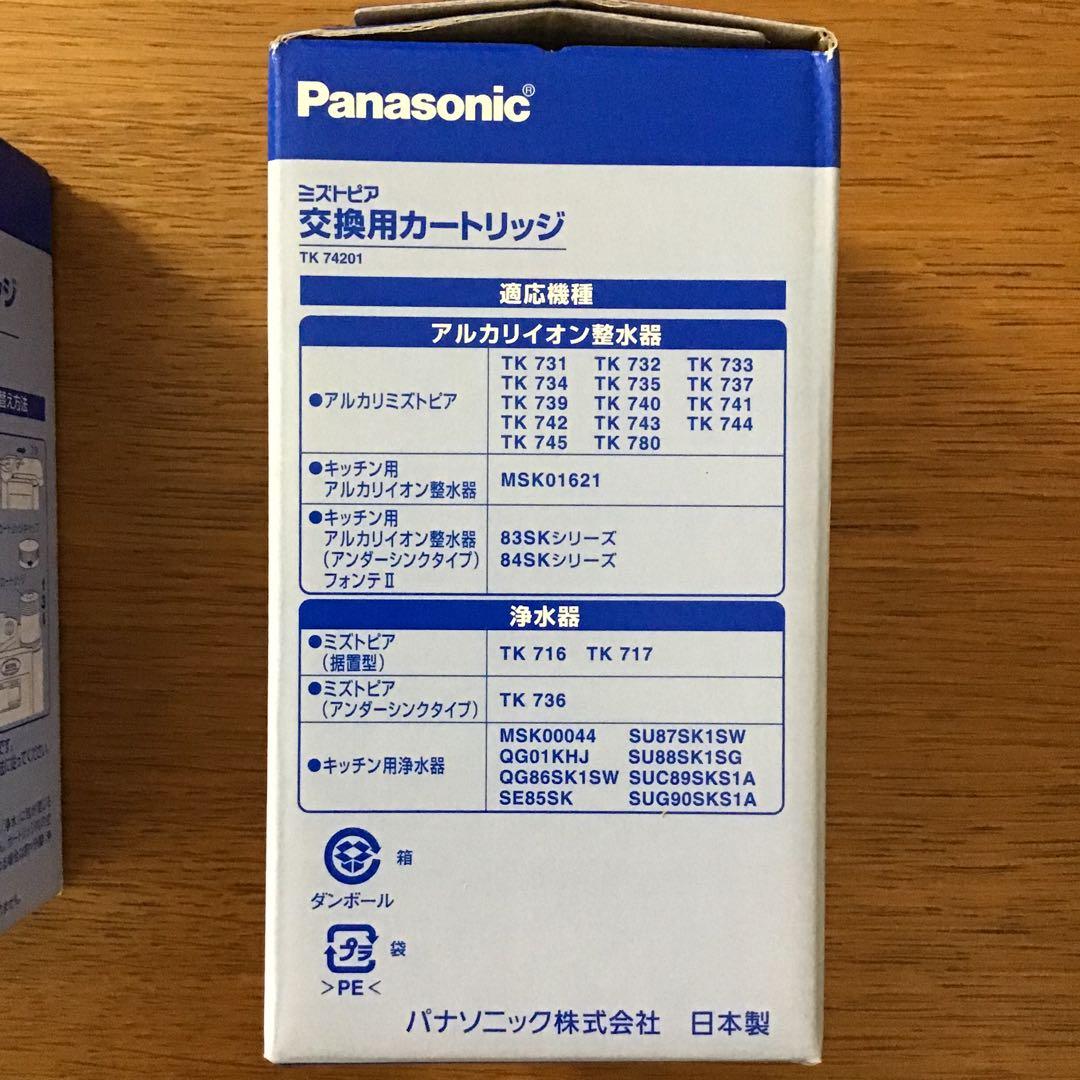 Panasonic®
ミズトピア
交換用カートリッジ
TK 74201
適応機種
アルカリイオン整水器
●アルカリミズトピア
TK 731 TK 732 TK 733
TK 734 TK 735 TK 737
TK 739 TK 740 TK 741
TK 742 TK 743 TK 744
TK 745 TK 780
●キッチン用
アルカリイオン整水器
MSK01621
●キッチン用
アルカリイオン整水器
(アンダーシンクタイプ)
フォンテⅡ
83SKシリーズ
84SKシリーズ
浄水器
●ミズトピア
(据置型)
TK 716 TK 717
●ミズトピア
(アンダーシンクタイプ)
TK 736
●キッチン用浄水器
MSK00044 SU87SK1SW
QG01KHJ SU88SK1SG
QG86SK1SW SUC89SKS1A
SE85SK SUG90SKS1A
箱
ダンボール
プラ
袋
>PE<
パナソニック株式会社 日本製
ッジ
替え方法